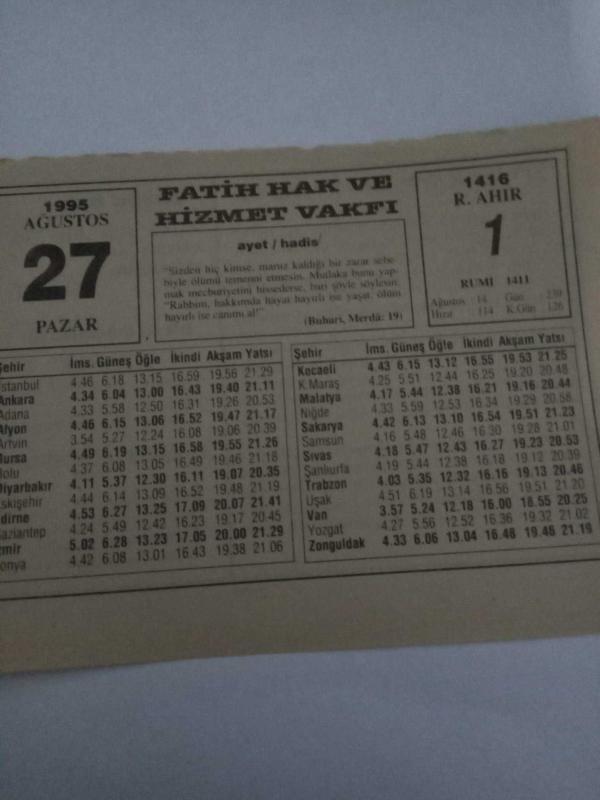 1995
AĞUSTOS
27
PAZAR
FATİH HAK VE
HİZMET VAKFI
ayet / hadis
"Sizden hiç kimse, maruz kaldığı bir zarar sebe-
biyle ölümü temenni etmesin. Mutlaka bunu yap-
mak mecburiyetini hissederse, bari şöyle söylesin:
"Rabbim, hakkımda hayat hayırlı ise yaşat, ölüm
hayırlı ise canımı al!"
(Buhari, Merdâ: 19)
1416
R. AHIR
1
RUMI 1411
Ağustos 14 Gün 239
Hızır 114 K.Gün 126
Şehir İms. Güneş Öğle İkindi Akşam Yatsı
İstanbul 4.46 6.18 13.15 16.59 19.56 21.29
Ankara 4.34 6.04 13.00 16.43 19.40 21.11
Adana 4.33 5.58 12.50 16.31 19.26 20.53
Afyon 4.46 6.15 13.06 16.52 19.47 21.17
Artvin 3.54 5.27 12.24 16.08 19.06 20.39
Bursa 4.49 6.19 13.15 16.58 19.55 21.26
Bolu 4.37 6.08 13.05 16.49 19.46 21.18
Diyarbakır 4.11 5.37 12.30 16.11 19.07 20.35
Eskişehir 4.44 6.14 13.09 16.52 19.48 21.19
Edirne 4.53 6.27 13.25 17.09 20.07 21.41
Gaziantep 4.24 5.49 12.42 16.23 19.17 20.45
İzmir 5.02 6.28 13.23 17.05 20.00 21.29
Konya 4.42 6.08 13.01 16.43 19.38 21.06
Şehir İms. Güneş Öğle İkindi Akşam Yatsı
Kocaeli 4.43 6.15 13.12 16.55 19.53 21.25
K.Maraş 4.25 5.51 12.44 16.25 19.20 20.48
Malatya 4.17 5.44 12.38 16.21 19.16 20.44
Niğde 4.33 5.59 12.53 16.34 19.29 20.58
Sakarya 4.42 6.13 13.10 16.54 19.51 21.23
Samsun 4.16 5.48 12.46 16.30 19.28 21.01
Sıvas 4.18 5.47 12.43 16.27 19.23 20.53
Şanlıurfa 4.19 5.44 12.38 16.18 19.12 20.39
Trabzon 4.03 5.35 12.32 16.16 19.13 20.46
Uşak 4.51 6.19 13.14 16.56 19.51 21.20
Van 3.57 5.24 12.18 16.00 18.55 20.25
Yozgat 4.27 5.56 12.52 16.36 19.32 21.02
Zonguldak 4.33 6.06 13.04 16.48 19.46 21.19